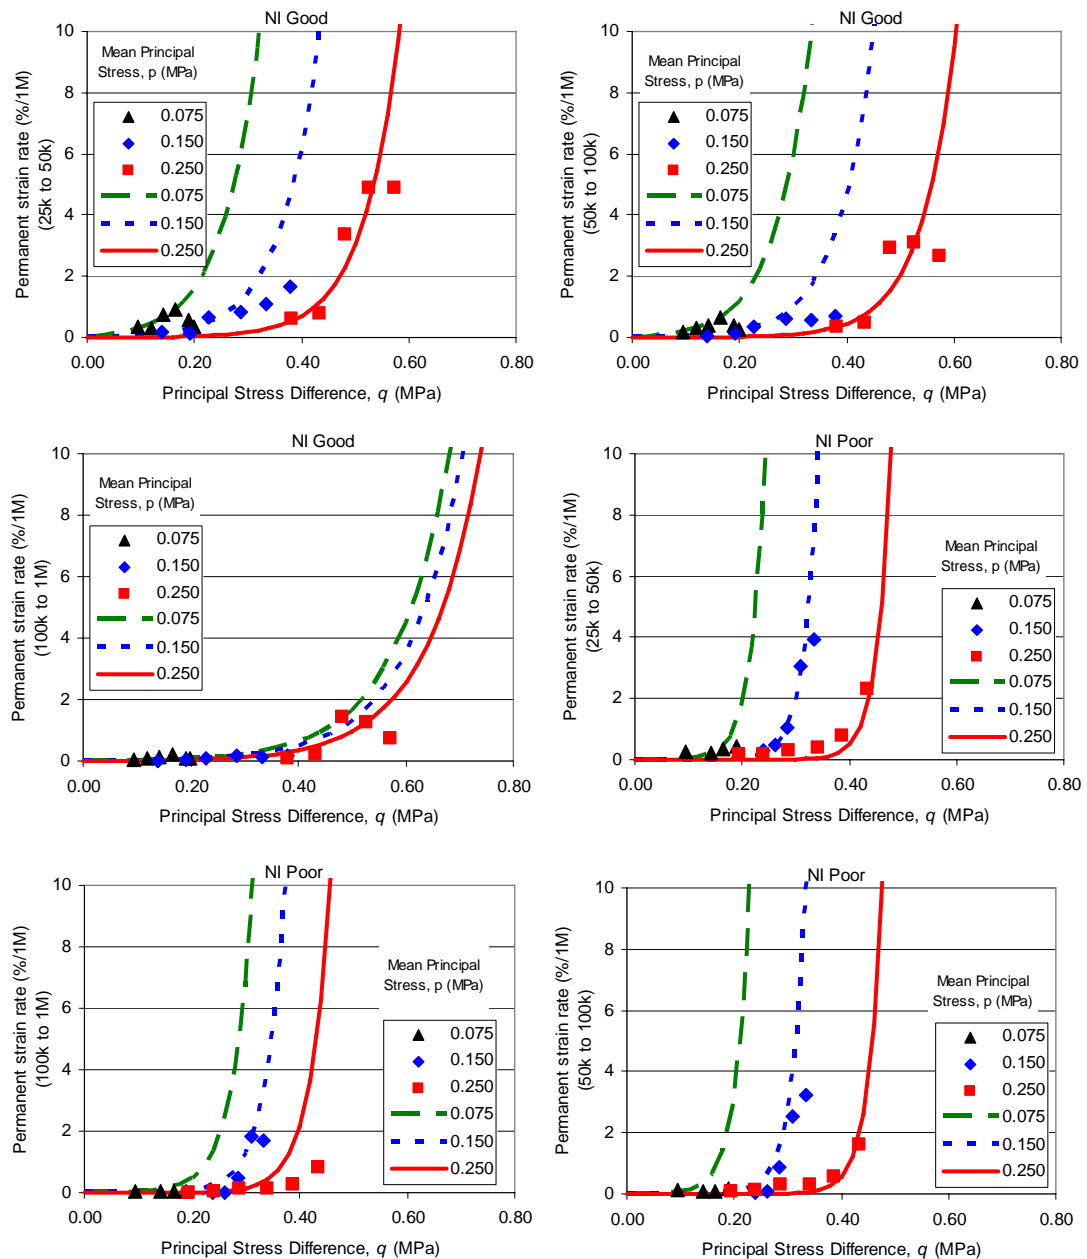 NI Good
Permanent strain rate (%/1M)
(25k to 50k)
10
8
6
4
2
0
Mean Principal
Stress, p (MPa)
0.075
0.150
0.250
0.075
0.150
0.250
0.00 0.20 0.40 0.60 0.80
Principal Stress Difference, q (MPa)
NI Good
Permanent strain rate (%/1M)
(50k to 100k)
10
8
6
4
2
0
Mean Principal
Stress, p (MPa)
0.075
0.150
0.250
0.075
0.150
0.250
0.00 0.20 0.40 0.60 0.80
Principal Stress Difference, q (MPa)
NI Good
Permanent strain rate (%/1M)
(100k to 1M)
10
8
6
4
2
0
Mean Principal
Stress, p (MPa)
0.075
0.150
0.250
0.075
0.150
0.250
0.00 0.20 0.40 0.60 0.80
Principal Stress Difference, q (MPa)
NI Poor
Permanent strain rate (%/1M)
(25k to 50k)
10
8
6
4
2
0
Mean Principal
Stress, p (MPa)
0.075
0.150
0.250
0.075
0.150
0.250
0.00 0.20 0.40 0.60 0.80
Principal Stress Difference, q (MPa)
NI Poor
Permanent strain rate (%/1M)
(100k to 1M)
10
8
6
4
2
0
Mean Principal
Stress, p (MPa)
0.075
0.150
0.250
0.075
0.150
0.250
0.00 0.20 0.40 0.60 0.80
Principal Stress Difference, q (MPa)
NI Poor
Permanent strain rate (%/1M)
(50k to 100k)
10
8
6
4
2
0
Mean Principal
Stress, p (MPa)
0.075
0.150
0.250
0.075
0.150
0.250
0.00 0.20 0.40 0.60 0.80
Principal Stress Difference, q (MPa)